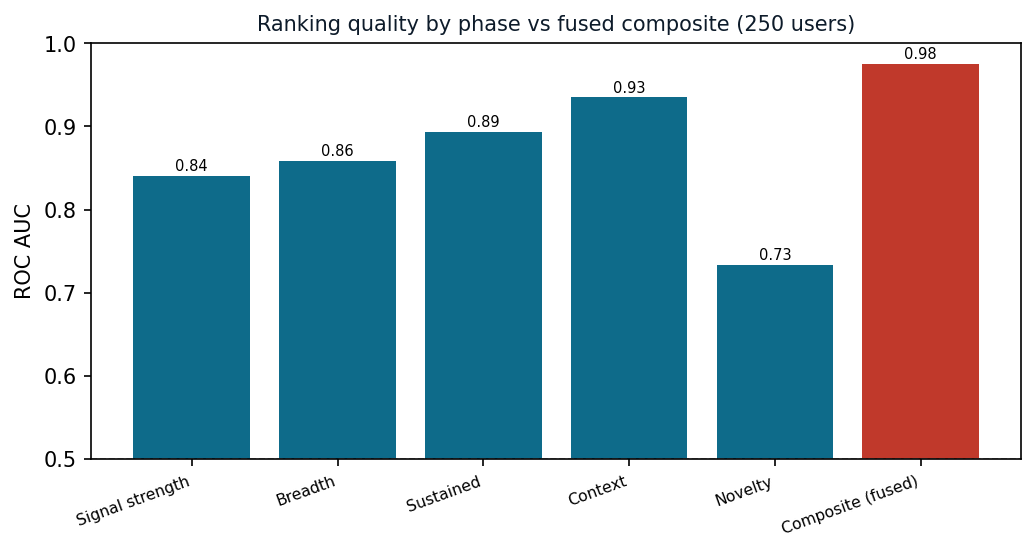 Ranking quality by phase vs fused composite (250 users)
ROC AUC
1.0
0.9
0.8
0.7
0.6
0.5
0.84
0.86
0.89
0.93
0.73
0.98
Signal strength
Breadth
Sustained
Context
Novelty
Composite (fused)